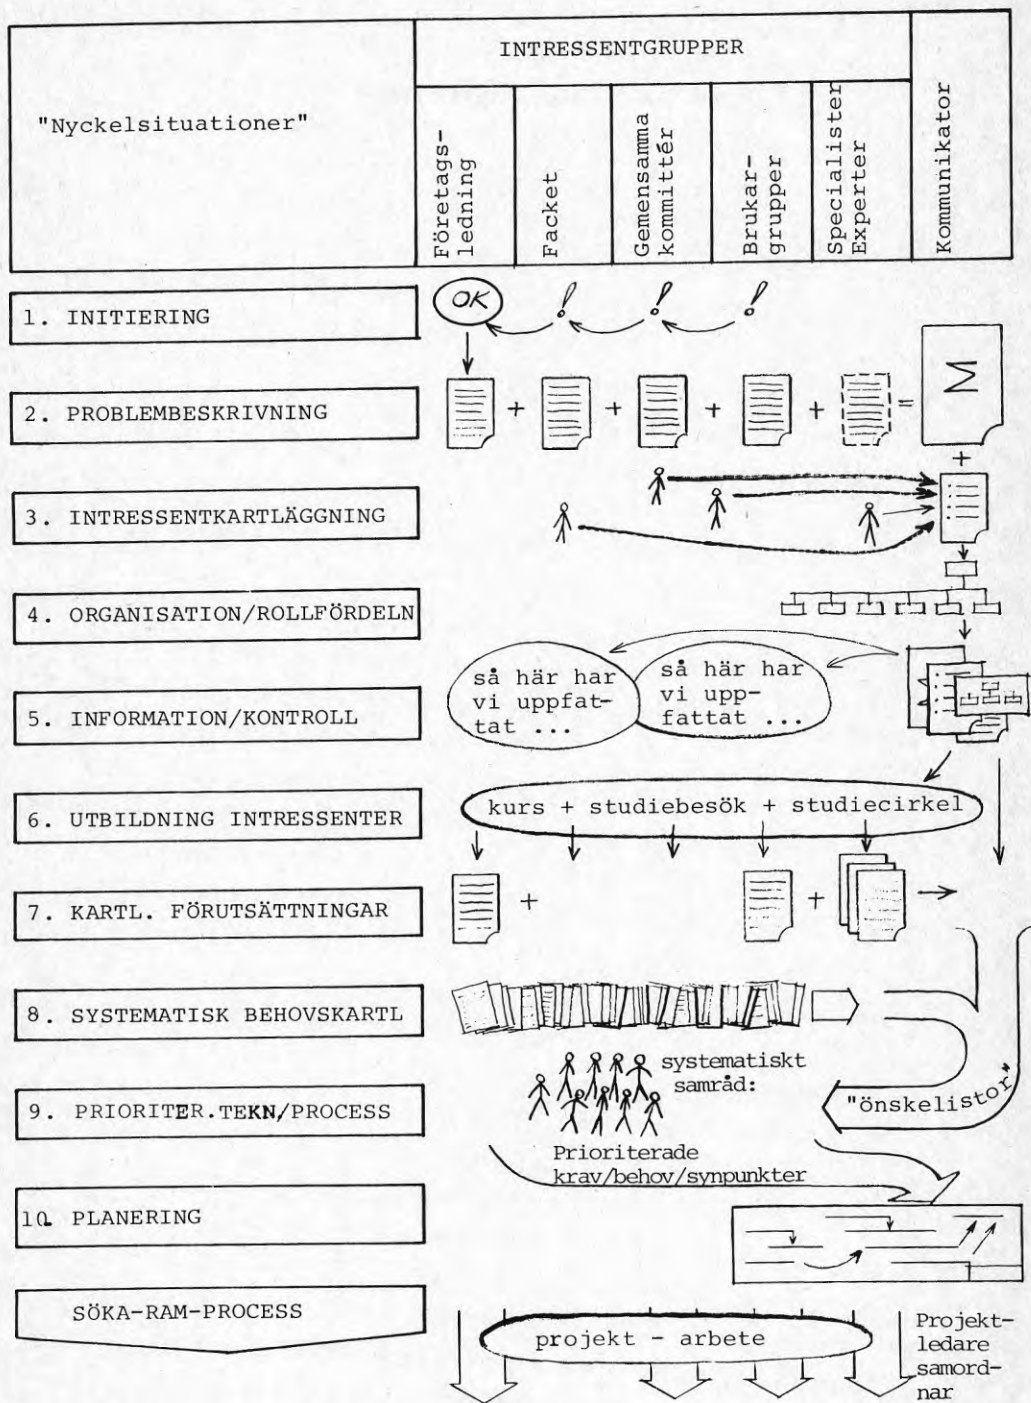 INTRESSENTGRUPPER
"Nyckelsituationer"
Företags-
ledning
Facket
Gemensamma
kommittér
Brukar-
grupper
Specialister
Experter
Kommunikator
1. INITIERING
OK
! ! !
2. PROBLEMBESKRIVNING
+ + + + =
M
+
3. INTRESSENTKARTLÄGGNING
4. ORGANISATION/ROLLFÖRDELN
5. INFORMATION/KONTROLL
så här har
vi uppfat-
tat ...
så här har
vi upp-
fattat ...
6. UTBILDNING INTRESSENTER
kurs + studiebesök + studiecirkel
7. KARTL. FÖRUTSÄTTNINGAR
+ +
8. SYSTEMATISK BEHOVSKARTL
9. PRIORITER.TEKN/PROCESS
systematiskt
samråd:
"önskelistor"
Prioriterade
krav/behov/synpunkter
10. PLANERING
SÖKA-RAM-PROCESS
projekt - arbete
Projekt-
ledare
samord-
nar